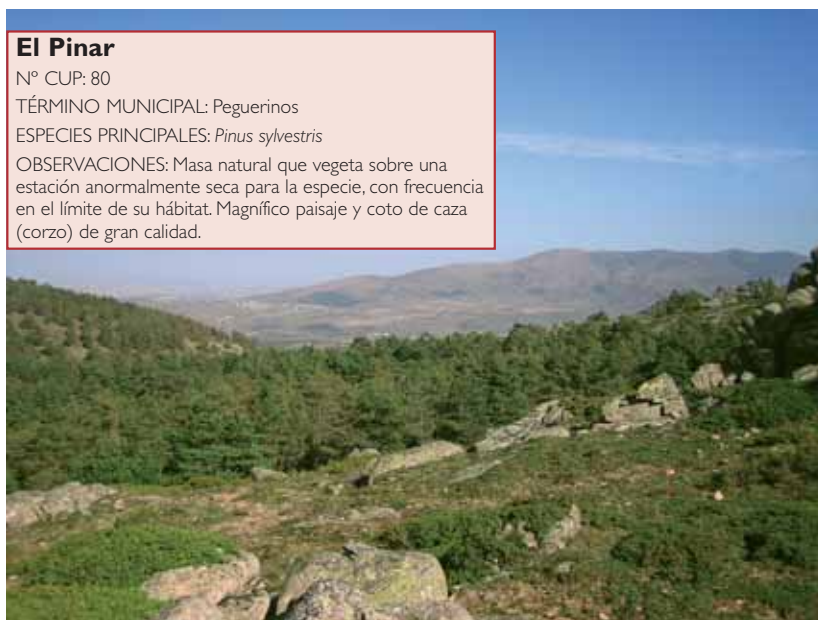 El Pinar
Nº CUP: 80
TÉRMINO MUNICIPAL: Peguerinos
ESPECIES PRINCIPALES: Pinus sylvestris
OBSERVACIONES: Masa natural que vegeta sobre una
estación anormalmente seca para la especie, con frecuencia
en el límite de su hábitat. Magnífico paisaje y coto de caza
(corzo) de gran calidad.